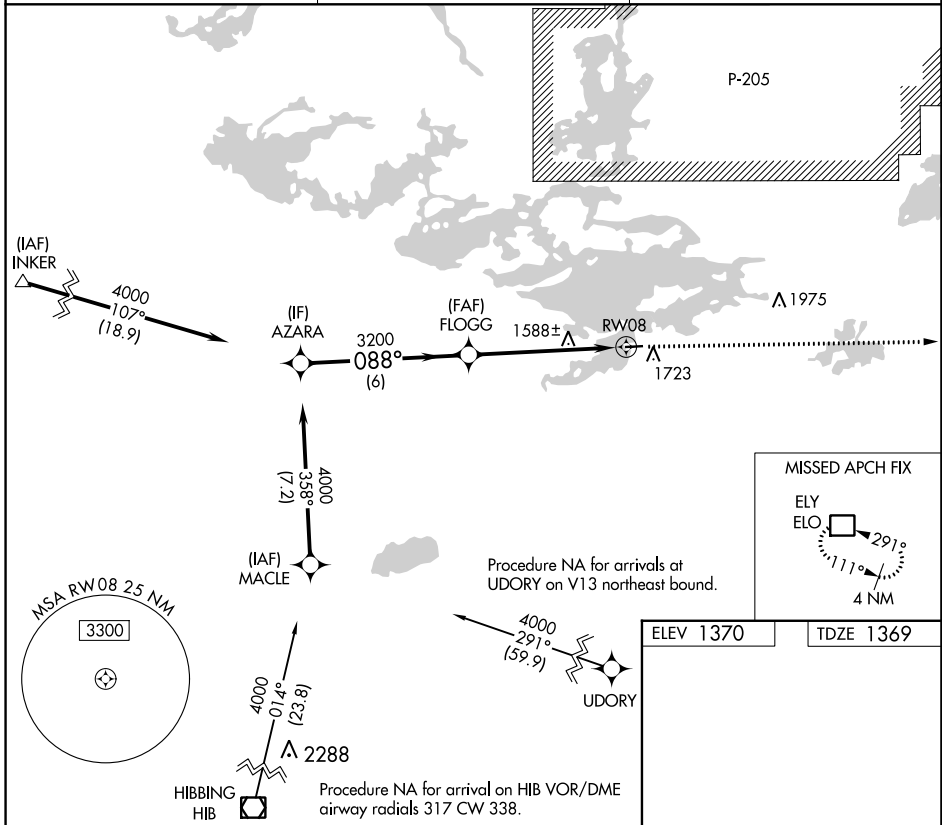 P-205
(IAF)
INKER
4000
107°
(18.9)
(IF)
AZARA
3200
088°
(6)
(FAF)
FLOGG
1588±
RW08
1975
1723
4000
358°
(7.2)
(IAF)
MACLE
MISSED APCH FIX
ELY
ELO
291°
111°
4 NM
Procedure NA for arrivals at
UDORY on V13 northeast bound.
4000
291°
(59.9)
UDORY
MSA RW08 25 NM
3300
ELEV 1370
TDZE 1369
4000
014°
(23.8)
2288
HIBBING
HIB
Procedure NA for arrival on HIB VOR/DME
airway radials 317 CW 338.